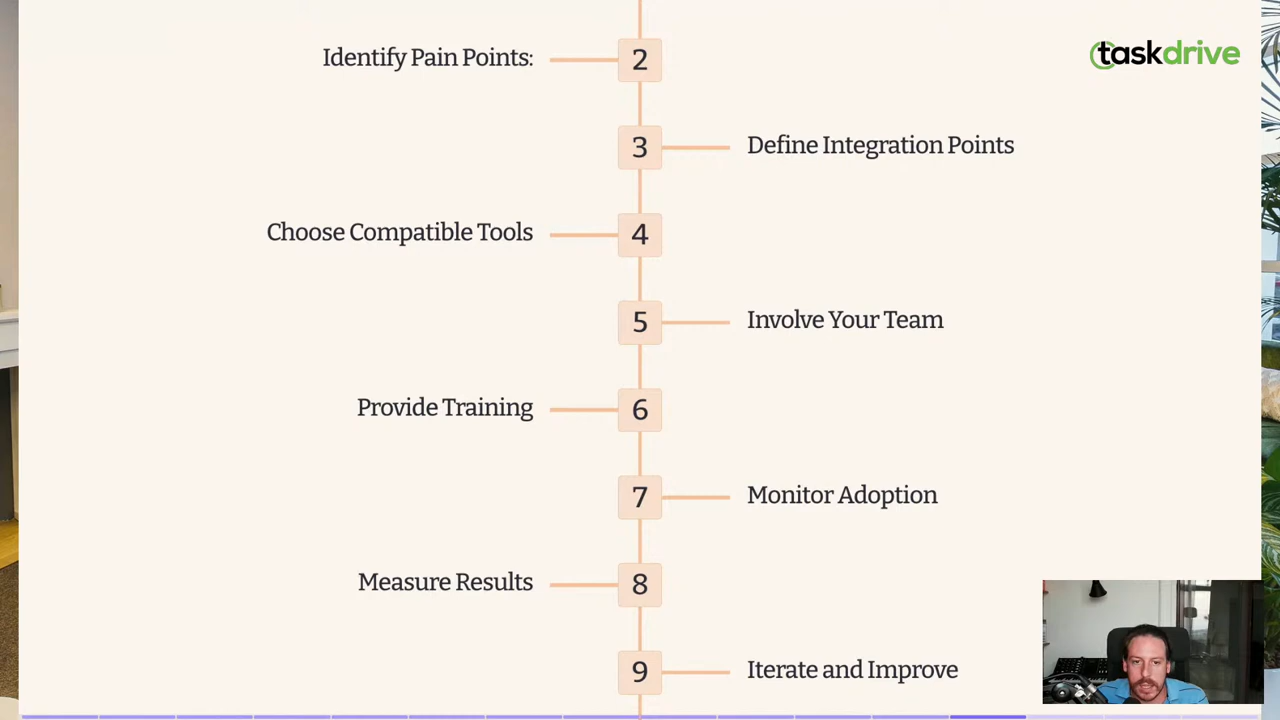 Identify Pain Points:
2
taskdrive
3
Define Integration Points
Choose Compatible Tools
4
5
Involve Your Team
Provide Training
6
7
Monitor Adoption
Measure Results
8
9
Iterate and Improve